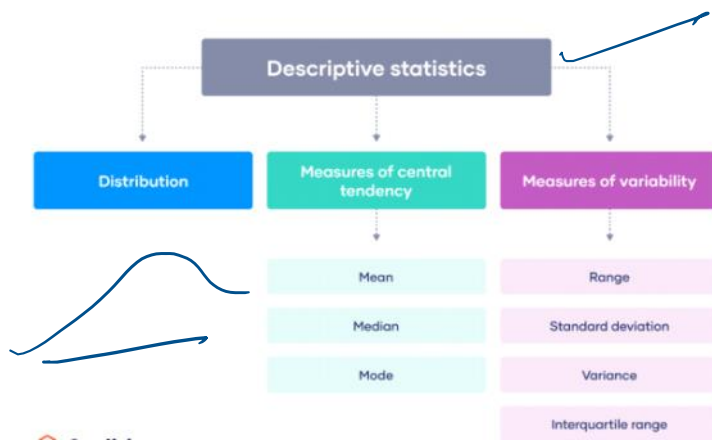 Descriptive statistics
Distribution
Measures of central
tendency
Measures of variability
Mean
Range
Median
Standard deviation
Mode
Variance
Interquartile range